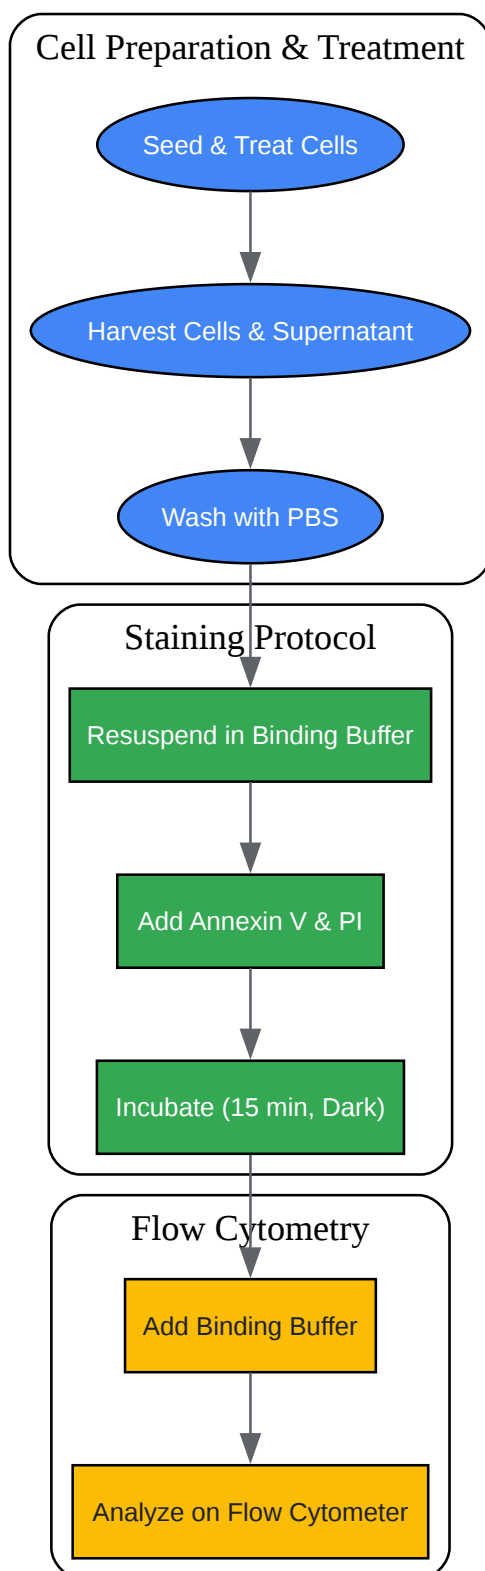 Cell Preparation & Treatment
Seed & Treat Cells
Harvest Cells & Supernatant
Wash with PBS
Staining Protocol
Resuspend in Binding Buffer
Add Annexin V & PI
Incubate (15 min, Dark)
Flow Cytometry
Add Binding Buffer
Analyze on Flow Cytometer